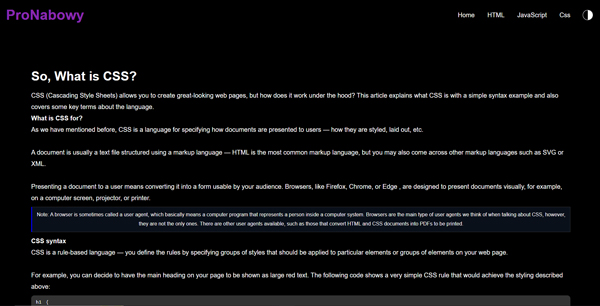 ProNabowy
Home HTML JavaScript Css
So, What is CSS?
CSS (Cascading Style Sheets) allows you to create great-looking web pages, but how does it work under the hood? This article explains what CSS is with a simple syntax example and also
covers some key terms about the language.
What is CSS for?
As we have mentioned before, CSS is a language for specifying how documents are presented to users — how they are styled, laid out, etc.
A document is usually a text file structured using a markup language — HTML is the most common markup language, but you may also come across other markup languages such as SVG or
XML.
Presenting a document to a user means converting it into a form usable by your audience. Browsers, like Firefox, Chrome, or Edge , are designed to present documents visually, for example,
on a computer screen, projector, or printer.
Note: A browser is sometimes called a user agent, which basically means a computer program that represents a person inside a computer system. Browsers are the main type of user agents we think of when talking about CSS, however,
they are not the only ones. There are other user agents available, such as those that convert HTML and CSS documents into PDFs to be printed.
CSS syntax
CSS is a rule-based language — you define the rules by specifying groups of styles that should be applied to particular elements or groups of elements on your web page.
For example, you can decide to have the main heading on your page to be shown as large red text. The following code shows a very simple CSS rule that would achieve the styling described
above:
h1 {